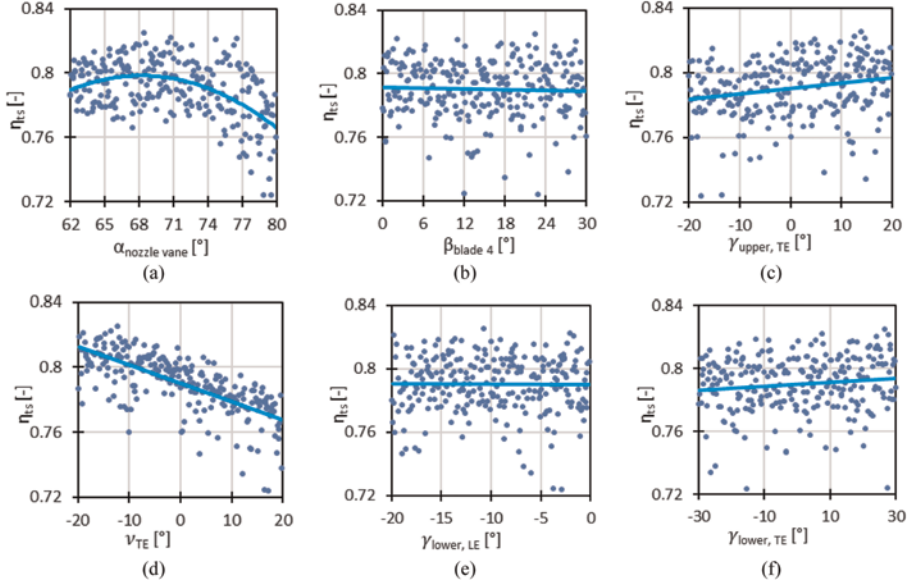 0.84
0.8
0.76
0.72
ηts [-]
62 65 68 71 74 77 80
αnozzle vane [°]
(a)
0.84
0.8
0.76
0.72
ηts [-]
0 6 12 18 24 30
βblade 4 [°]
(b)
0.84
0.8
0.76
0.72
ηts [-]
-20 -10 0 10 20
γupper, TE [°]
(c)
0.84
0.8
0.76
0.72
ηts [-]
-20 -10 0 10 20
νTE [°]
(d)
0.84
0.8
0.76
0.72
ηts [-]
-20 -15 -10 -5 0
γlower, LE [°]
(e)
0.84
0.8
0.76
0.72
ηts [-]
-30 -10 10 30
γlower, TE [°]
(f)